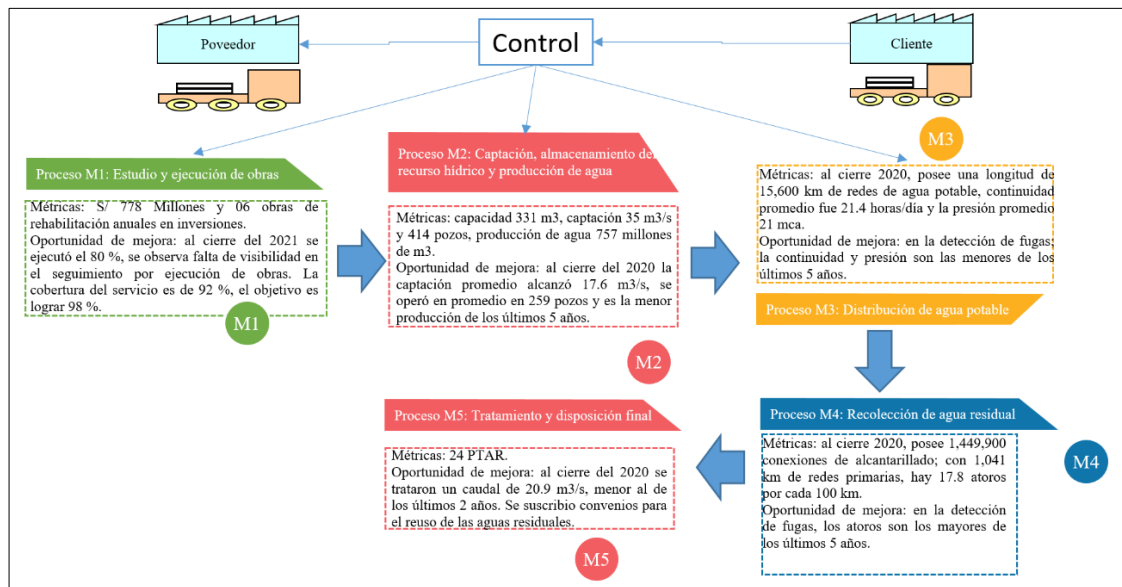 Poveedor
Control
Cliente
M3
Proceso M1: Estudio y ejecución de obras
Métricas: S/ 778 Millones y 06 obras de
rehabilitación anuales en inversiones.
Oportunidad de mejora: al cierre del 2021 se
ejecutó el 80 %, se observa falta de visibilidad en
el seguimiento por ejecución de obras. La
cobertura del servicio es de 92 %, el objetivo es
lograr 98 %.
M1
Proceso M2: Captación, almacenamiento del
recurso hídrico y producción de agua
Métricas: capacidad 331 m3, captación 35 m3/s
y 414 pozos, producción de agua 757 millones
de m3.
Oportunidad de mejora: al cierre del 2020 la
captación promedio alcanzó 17.6 m3/s, se
operó en promedio en 259 pozos y es la menor
producción de los últimos 5 años.
M2
Métricas: al cierre 2020, posee una longitud de
15,600 km de redes de agua potable, continuidad
promedio fue 21.4 horas/día y la presión promedio
21 mca.
Oportunidad de mejora: en la detección de fugas;
la continuidad y presión son las menores de los
últimos 5 años.
Proceso M3: Distribución de agua potable
Proceso M4: Recolección de agua residual
Métricas: al cierre 2020, posee 1,449,900
conexiones de alcantarillado; con 1,041
km de redes primarias, hay 17.8 atoros
por cada 100 km.
Oportunidad de mejora: en la detección
de fugas, los atoros son los mayores de
los últimos 5 años.
M4
Proceso M5: Tratamiento y disposición final
Métricas: 24 PTAR.
Oportunidad de mejora: al cierre del 2020 se
trataron un caudal de 20.9 m3/s, menor al de
los últimos 2 años. Se suscribio convenios para
el reuso de las aguas residuales.
M5